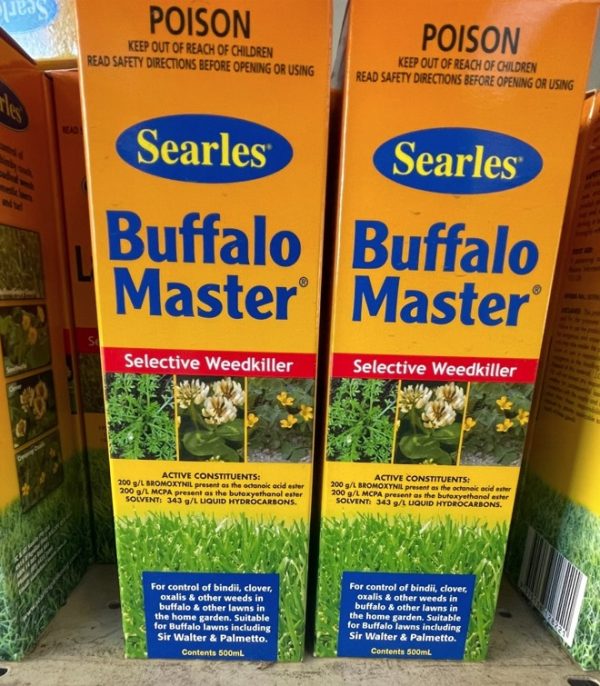 POISON
KEEP OUT OF REACH OF CHILDREN
READ SAFETY DIRECTIONS BEFORE OPENING OR USING
Searles®
Buffalo
Master®
Selective Weedkiller
ACTIVE CONSTITUENTS:
200 g/L BROMOXYNIL present as the octanoic acid ester
200 g/L MCPA present as the butoxyethanol ester
SOLVENT: 343 g/L LIQUID HYDROCARBONS.
For control of bindii, clover,
oxalis & other weeds in
buffalo & other lawns in
the home garden. Suitable
for Buffalo lawns including
Sir Walter & Palmetto.
Contents 500mL
POISON
KEEP OUT OF REACH OF CHILDREN
READ SAFETY DIRECTIONS BEFORE OPENING OR USING
Searles®
Buffalo
Master®
Selective Weedkiller
ACTIVE CONSTITUENTS:
200 g/L BROMOXYNIL present as the octanoic acid ester
200 g/L MCPA present as the butoxyethanol ester
SOLVENT: 343 g/L LIQUID HYDROCARBONS.
For control of bindii, clover,
oxalis & other weeds in
buffalo & other lawns in
the home garden. Suitable
for Buffalo lawns including
Sir Walter & Palmetto.
Contents 500mL